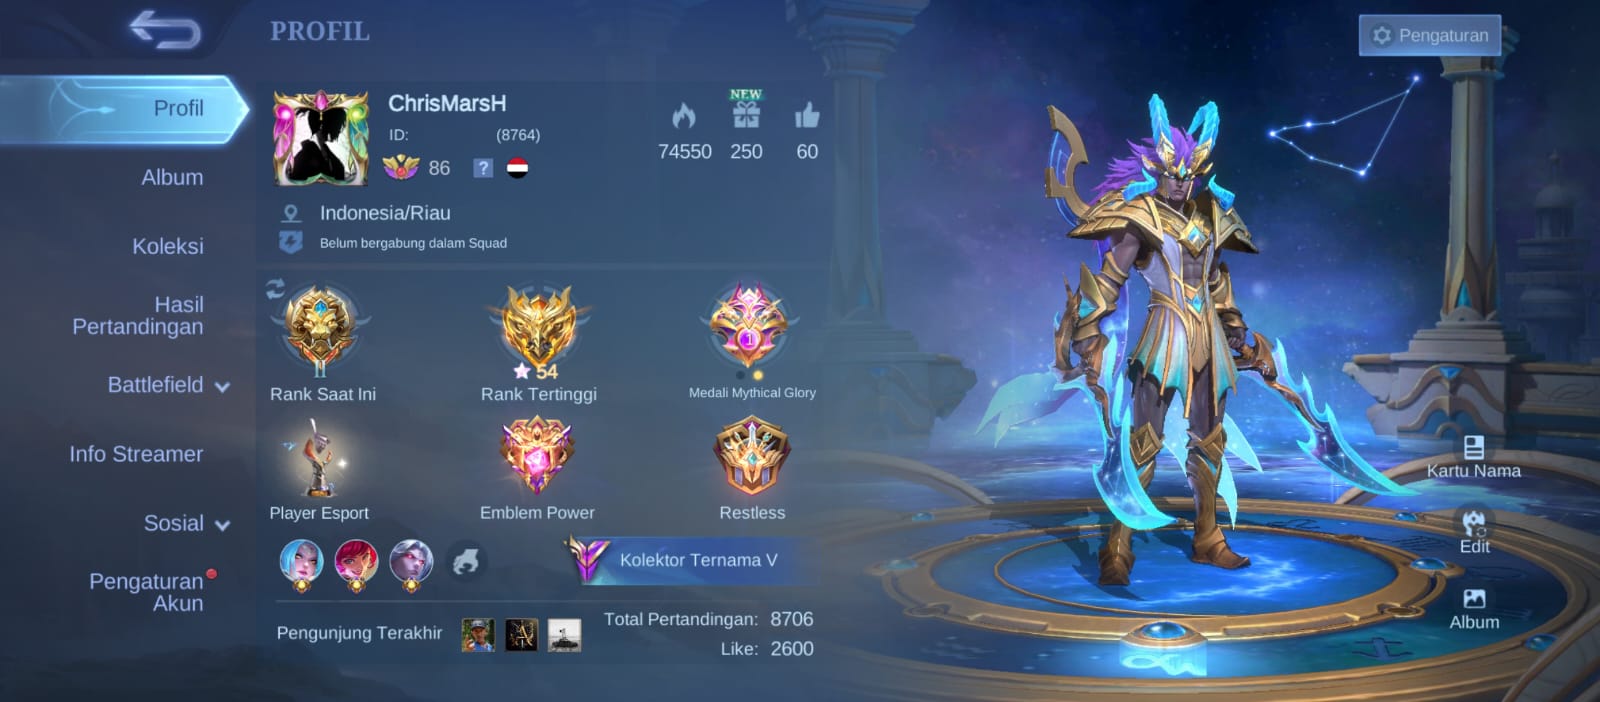 PROFIL
Pengaturan
Profil
Album
Koleksi
Hasil
Pertandingan
Battlefield
Info Streamer
Sosial
Pengaturan
Akun
ChrisMarsH
ID: (8764)
86 ?
NEW
74550 250 60
Indonesia/Riau
Belum bergabung dalam Squad
II
Rank Saat Ini
54
Rank Tertinggi
1
Medali Mythical Glory
Player Esport
Emblem Power
Restless
Kolektor Ternama V
Pengunjung Terakhir
Total Pertandingan: 8706
Like: 2600
Kartu Nama
Edit
Album